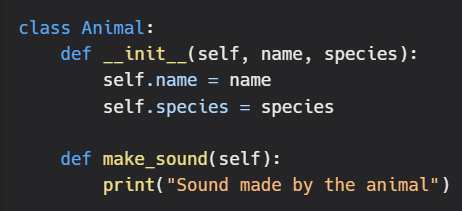 class Animal:
    def __init__(self, name, species):
        self.name = name
        self.species = species

    def make_sound(self):
        print("Sound made by the animal")